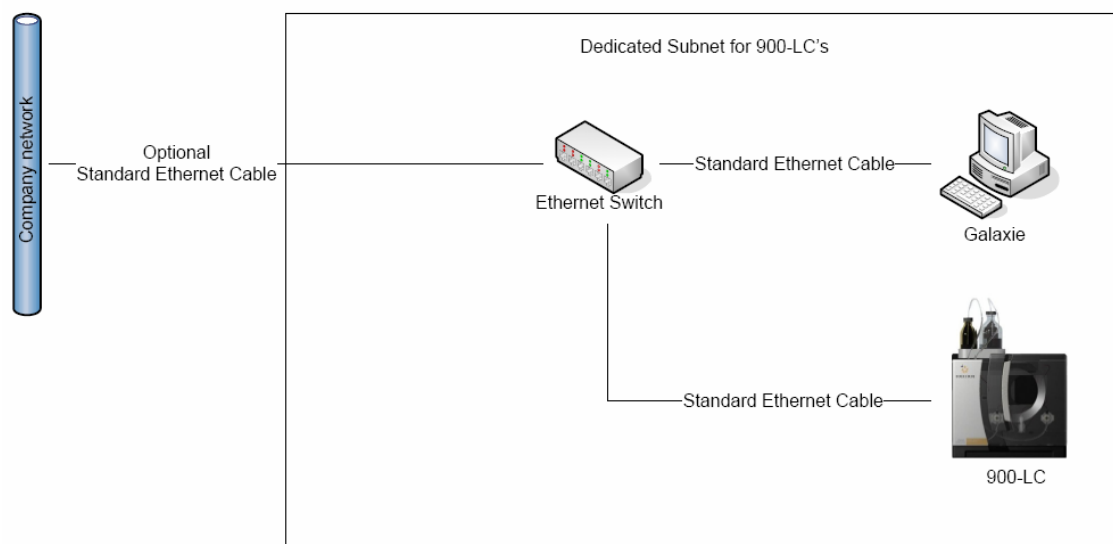 Dedicated Subnet for 900-LC's
Company network
Optional
Standard Ethernet Cable
Ethernet Switch
Standard Ethernet Cable
Galaxie
Standard Ethernet Cable
900-LC